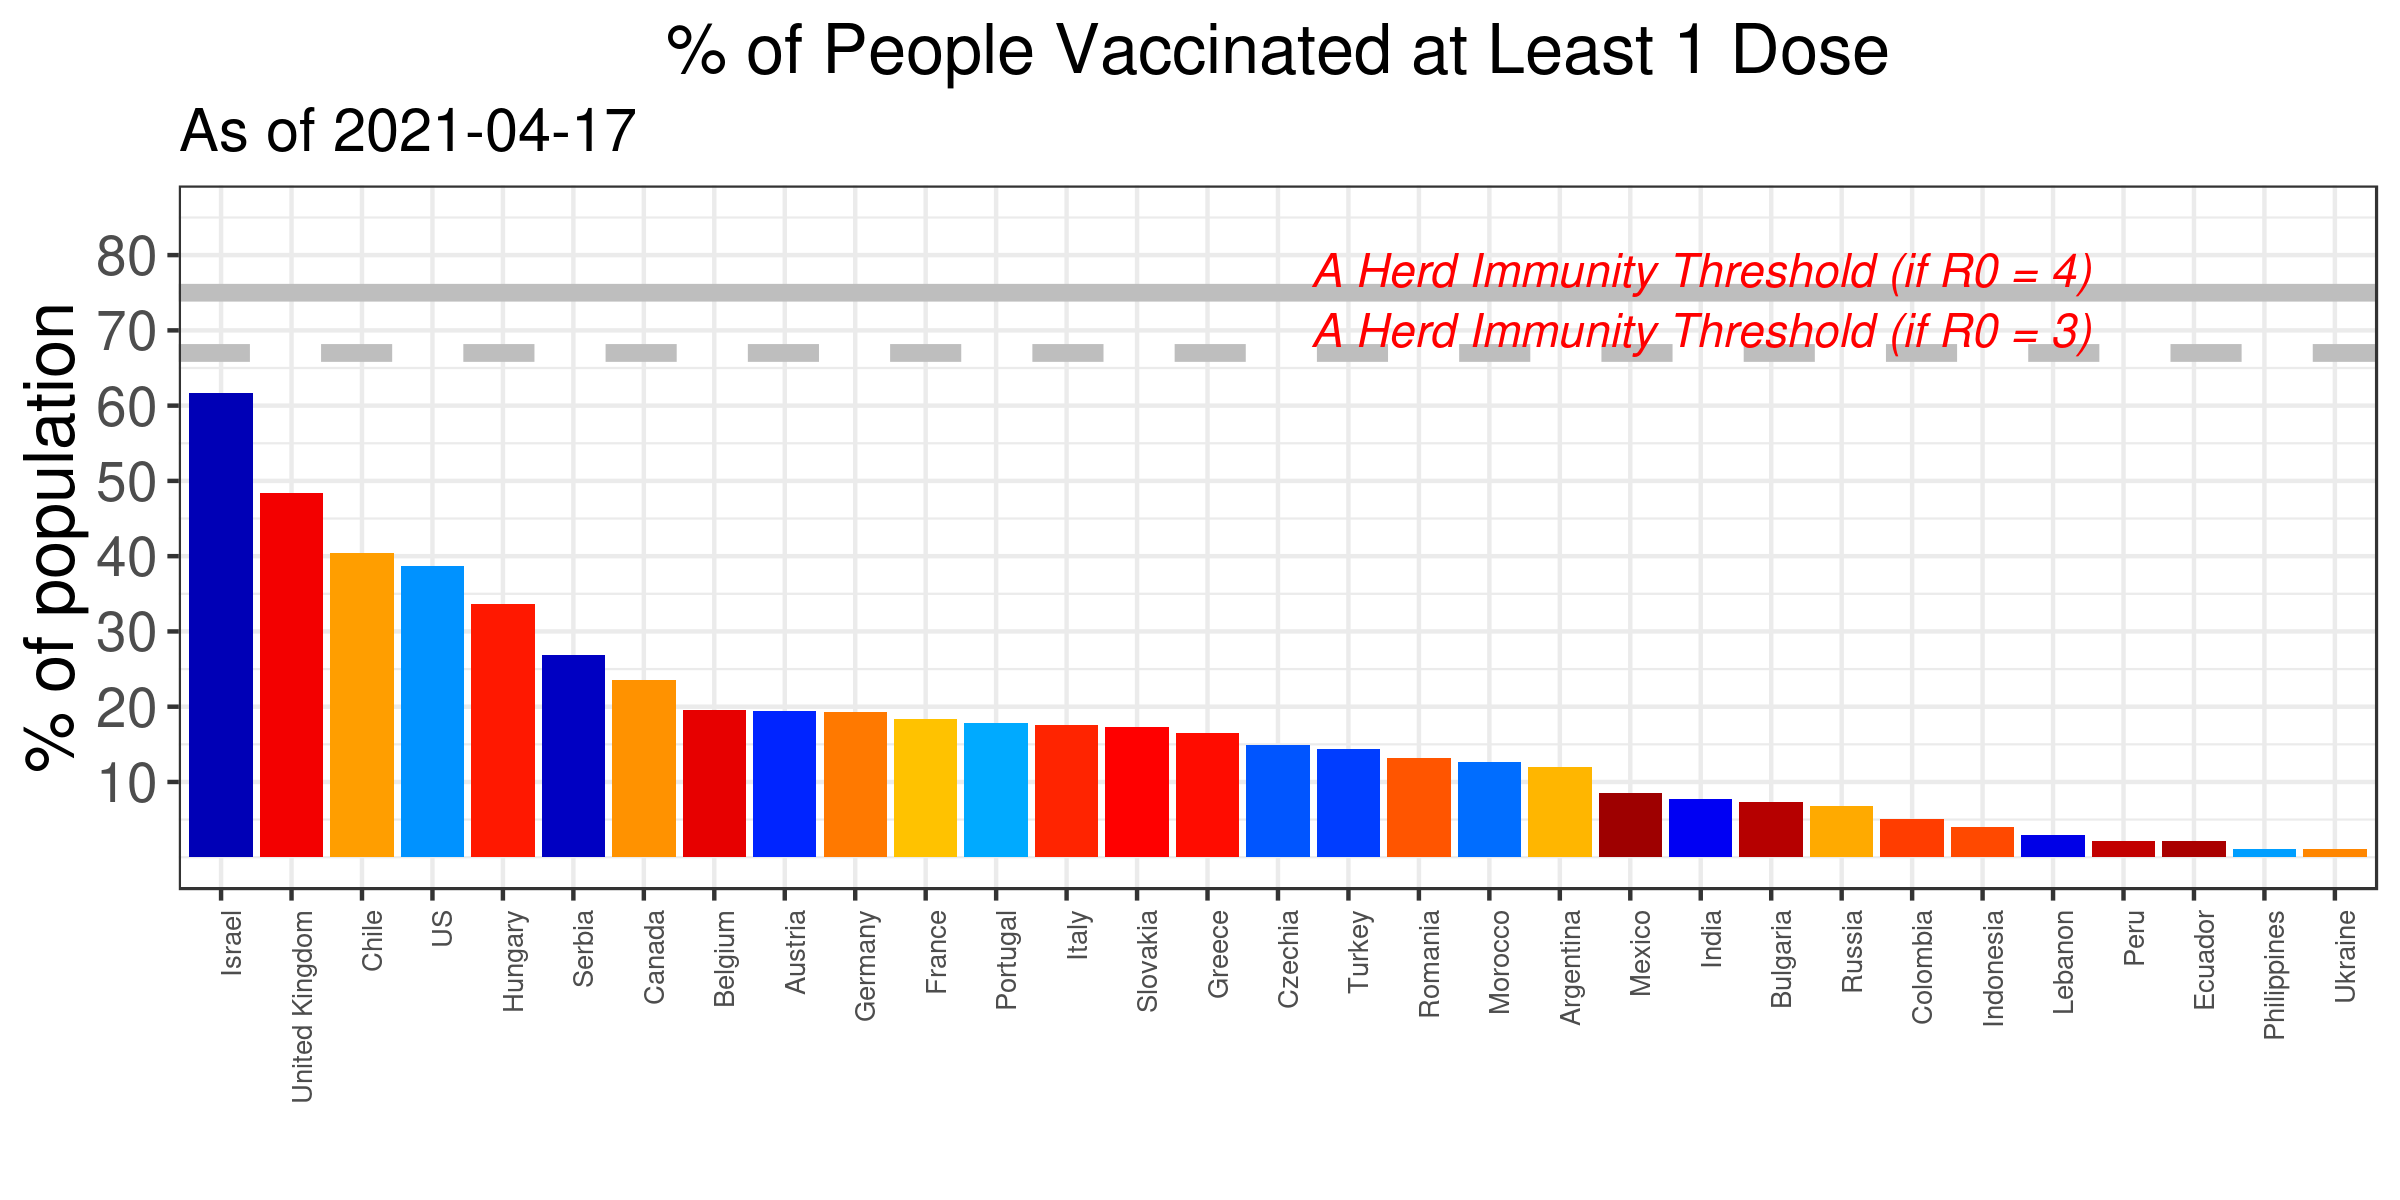 % of People Vaccinated at Least 1 Dose
As of 2021-04-17
% of population
80
70
60
50
40
30
20
10
A Herd Immunity Threshold (if R0 = 4)
A Herd Immunity Threshold (if R0 = 3)
Israel
United Kingdom
Chile
US
Hungary
Serbia
Canada
Belgium
Austria
Germany
France
Portugal
Italy
Slovakia
Greece
Czechia
Turkey
Romania
Morocco
Argentina
Mexico
India
Bulgaria
Russia
Colombia
Indonesia
Lebanon
Peru
Ecuador
Philippines
Ukraine